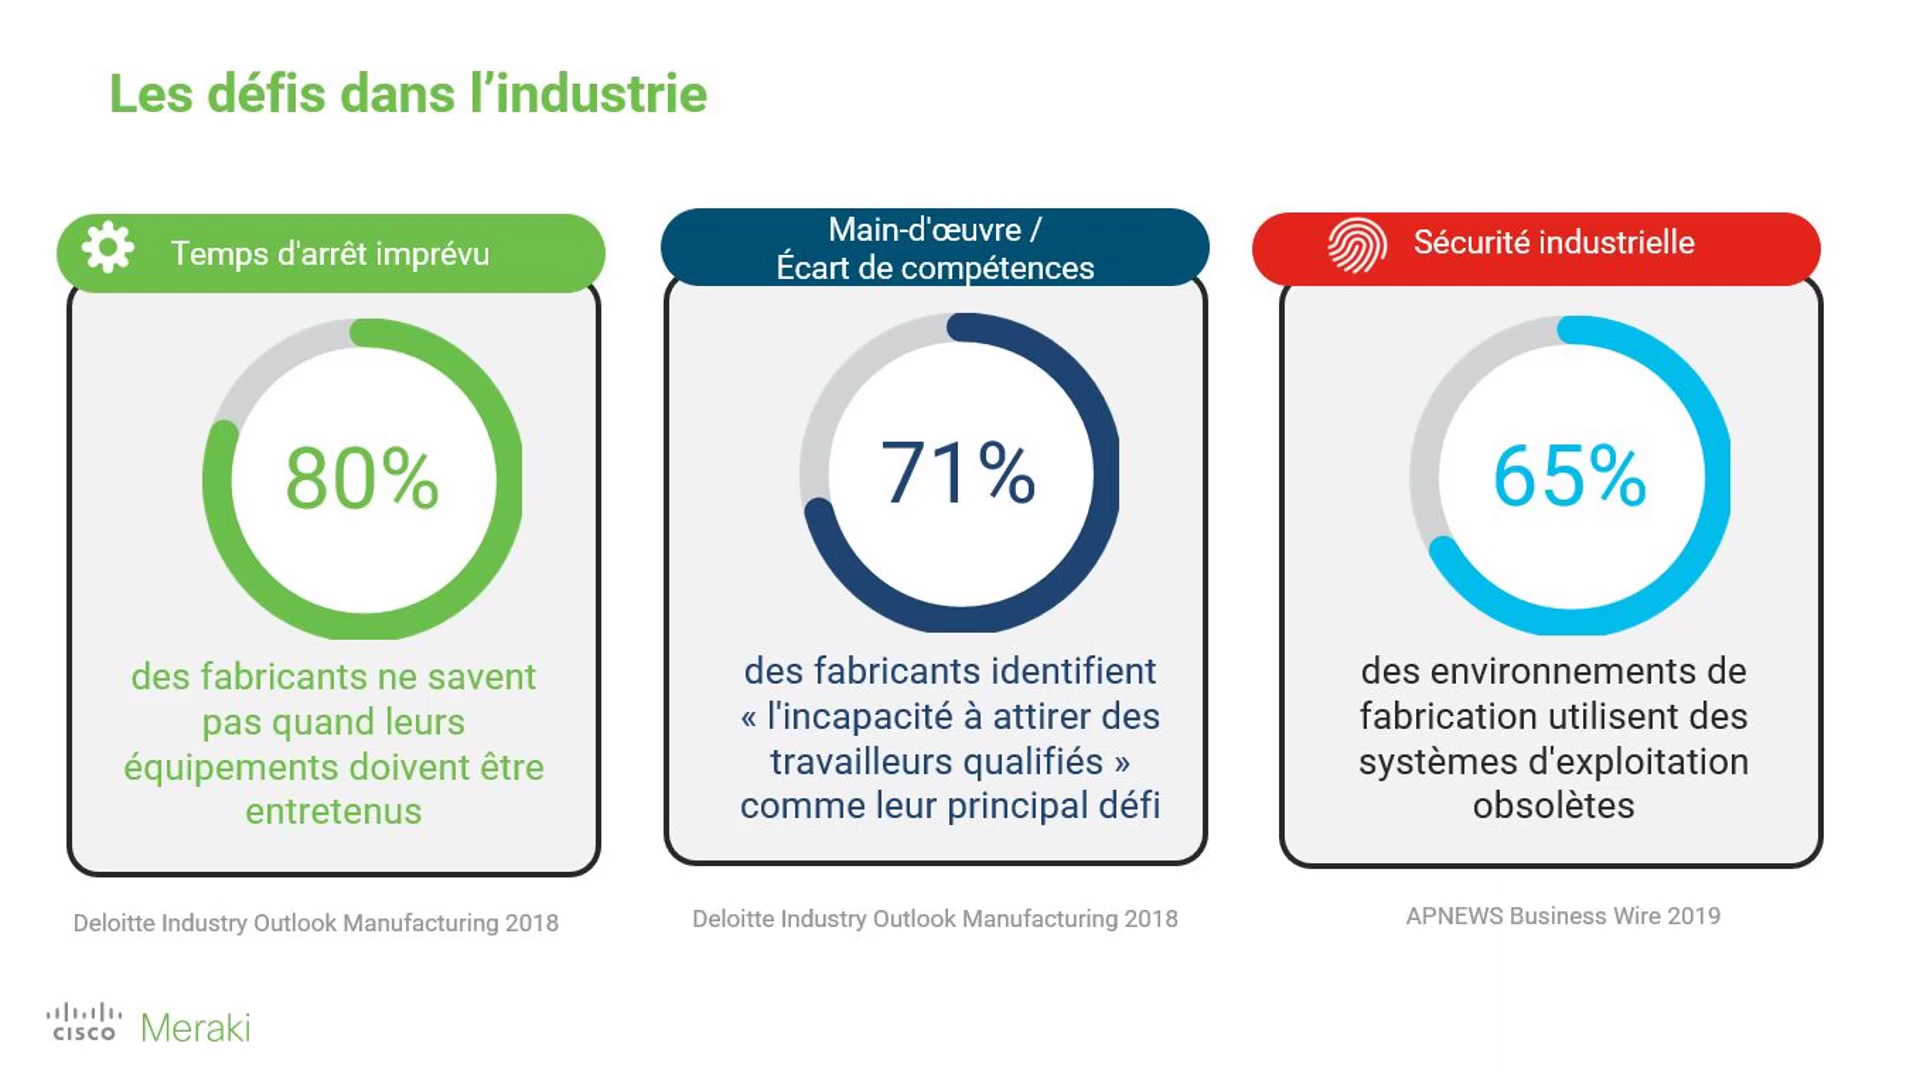 Les défis dans l’industrie
Temps d'arrêt imprévu
80%
des fabricants ne savent
pas quand leurs
équipements doivent être
entretenus
Deloitte Industry Outlook Manufacturing 2018
Main-d'œuvre /
Écart de compétences
71%
des fabricants identifient
« l'incapacité à attirer des
travailleurs qualifiés »
comme leur principal défi
Deloitte Industry Outlook Manufacturing 2018
Sécurité industrielle
65%
des environnements de
fabrication utilisent des
systèmes d'exploitation
obsolètes
APNEWS Business Wire 2019
CISCO Meraki